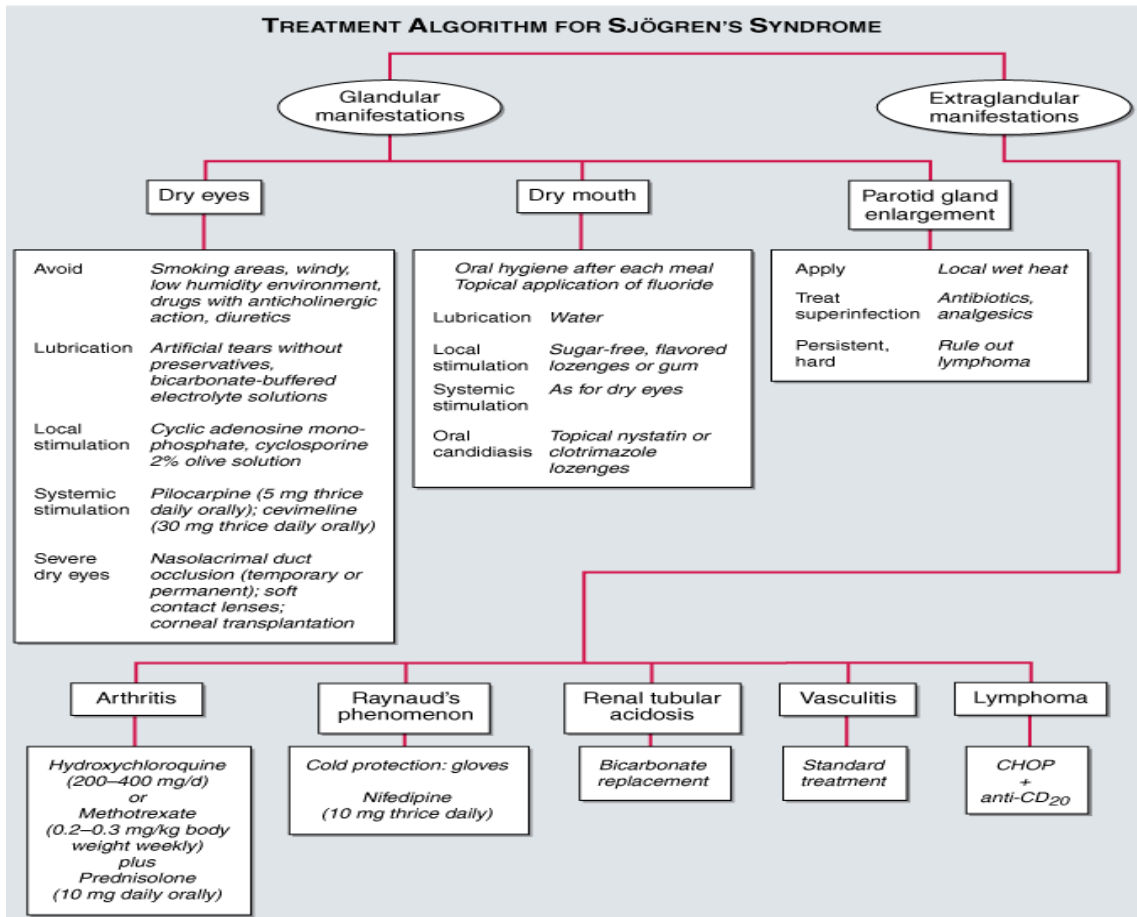 TREATMENT ALGORITHM FOR SJÖGREN'S SYNDROME
Glandular
manifestations
Extraglandular
manifestations
Dry eyes
Dry mouth
Parotid gland
enlargement
Avoid Smoking areas, windy,
low humidity environment,
drugs with anticholinergic
action, diuretics
Lubrication Artificial tears without
preservatives,
bicarbonate-buffered
electrolyte solutions
Local Cyclic adenosine mono-
stimulation phosphate, cyclosporine
2% olive solution
Systemic Pilocarpine (5 mg thrice
stimulation daily orally); cevimeline
(30 mg thrice daily orally)
Severe Nasolacrimal duct
dry eyes occlusion (temporary or
permanent); soft
contact lenses;
corneal transplantation
Oral hygiene after each meal
Topical application of fluoride
Lubrication Water
Local Sugar-free, flavored
stimulation lozenges or gum
Systemic As for dry eyes
stimulation
Oral Topical nystatin or
candidiasis clotrimazole
lozenges
Apply Local wet heat
Treat Antibiotics,
superinfection analgesics
Persistent, Rule out
hard lymphoma
Arthritis
Raynaud's
phenomenon
Renal tubular
acidosis
Vasculitis
Lymphoma
Hydroxychloroquine
(200–400 mg/d)
or
Methotrexate
(0.2–0.3 mg/kg body
weight weekly)
plus
Prednisolone
(10 mg daily orally)
Cold protection: gloves
Nifedipine
(10 mg thrice daily)
Bicarbonate
replacement
Standard
treatment
CHOP
+
anti-CD20